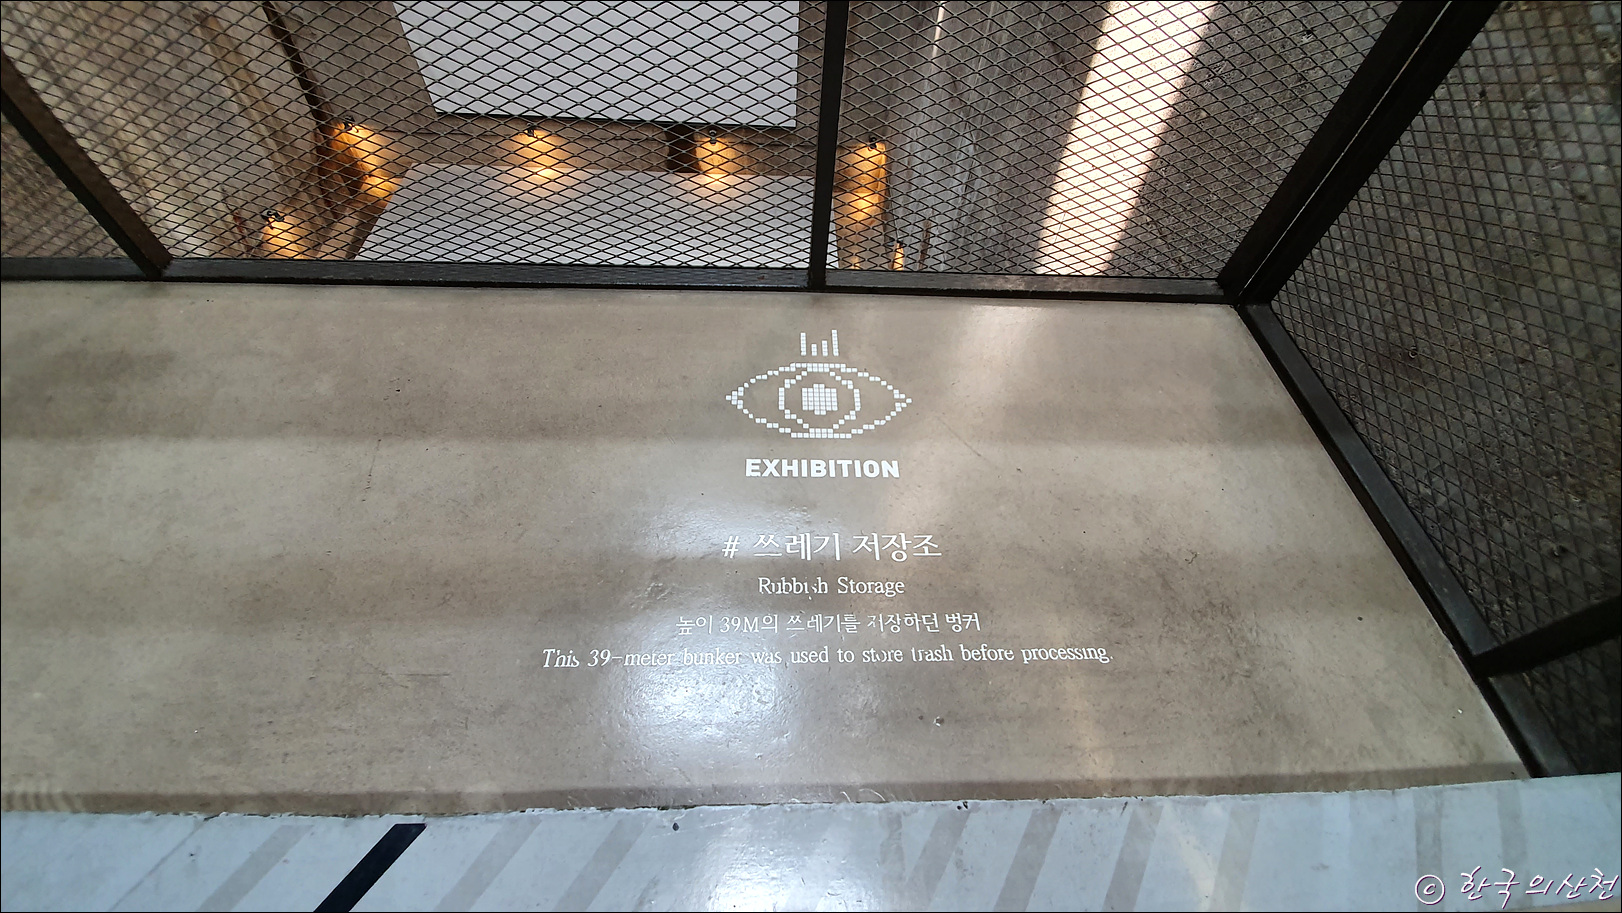 EXHIBITION
# 쓰레기 저장조
Rubbish Storage
높이 39M의 쓰레기를 저장하던 벙커
This 39-meter bunker was used to store trash before processing.
© 한국의산천